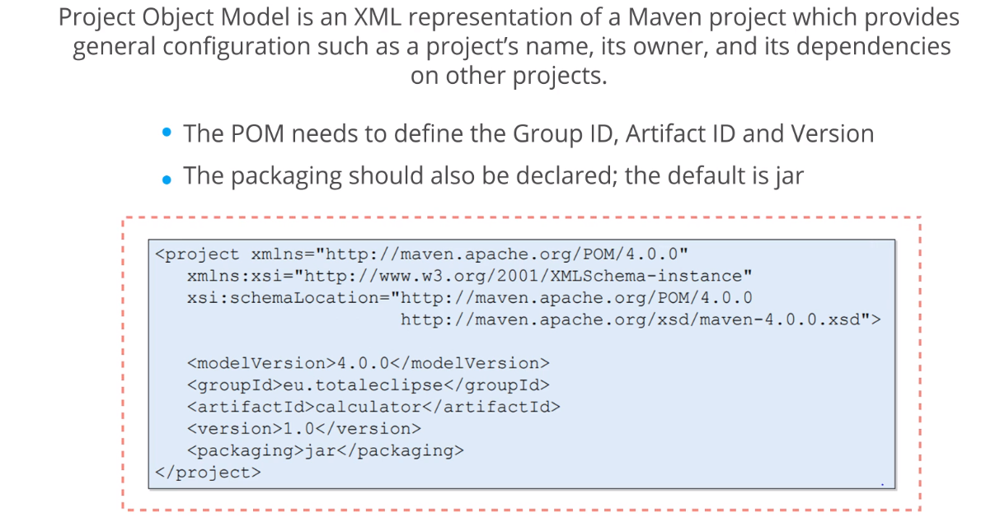 Project Object Model is an XML representation of a Maven project which provides
general configuration such as a project’s name, its owner, and its dependencies
on other projects.
The POM needs to define the Group ID, Artifact ID and Version
The packaging should also be declared; the default is jar
<project xmlns="http://maven.apache.org/POM/4.0.0"
xmlns:xsi="http://www.w3.org/2001/XMLSchema-instance"
xsi:schemaLocation="http://maven.apache.org/POM/4.0.0
http://maven.apache.org/xsd/maven-4.0.0.xsd">
<modelVersion>4.0.0</modelVersion>
<groupId>eu.totaleclipse</groupId>
<artifactId>calculator</artifactId>
<version>1.0</version>
<packaging>jar</packaging>
</project>